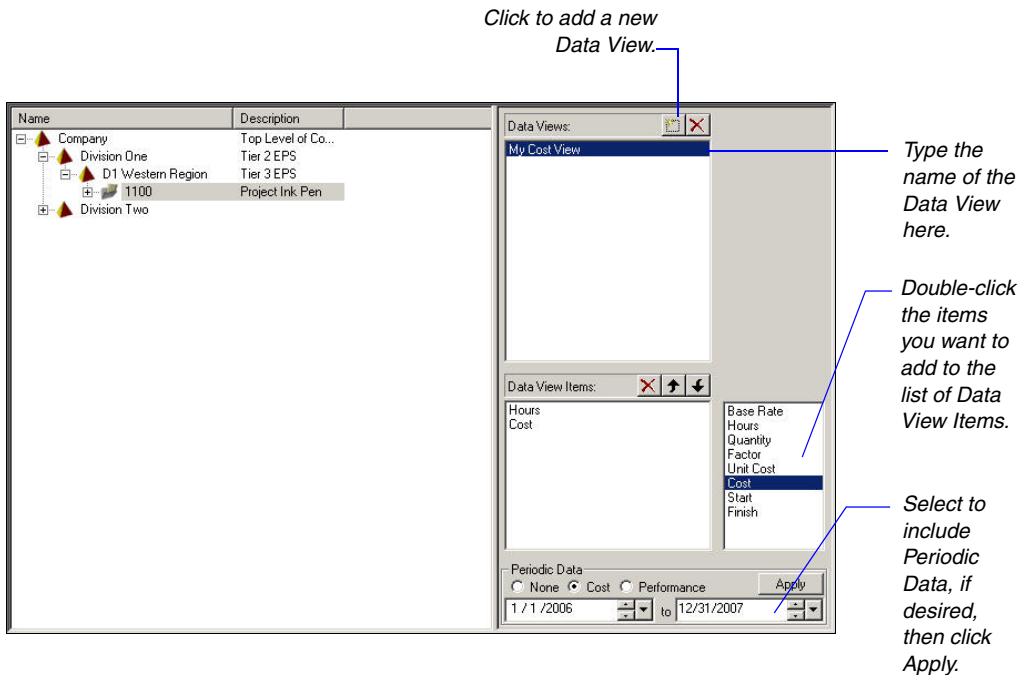 Click to add a new
Data View.
Name Description
Company Top Level of Co...
Division One Tier 2 EPS
D1 Western Region Tier 3 EPS
1100 Project Ink Pen
Division Two
Data Views:
My Cost View
Type the
name of the
Data View
here.
Double-click
the items
you want to
add to the
list of Data
View Items.
Data View Items:
Hours
Cost
Base Rate
Hours
Quantity
Factor
Unit Cost
Cost
Start
Finish
Select to
include
Periodic
Data, if
desired,
then click
Apply.
Periodic Data
None Cost Performance Apply
1 / 1 /2006 to 12/31/2007